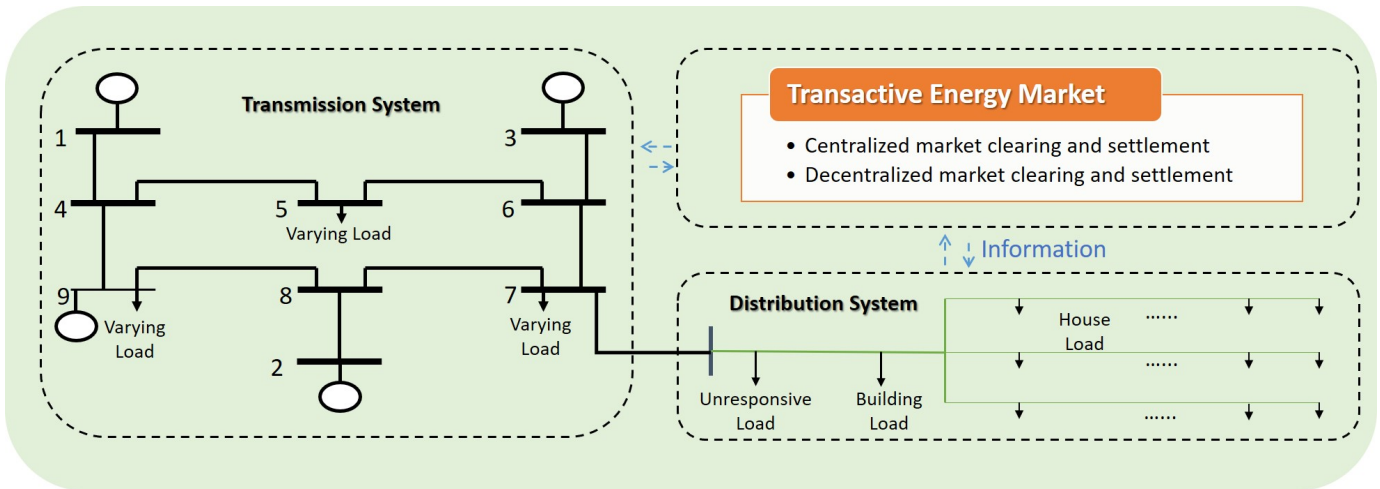 Transmission System
1
3
4
5
6
Varying Load
9
8
7
Varying
Load
Varying
Load
2
Transactive Energy Market
• Centralized market clearing and settlement
• Decentralized market clearing and settlement
Information
Distribution System
House
Load
......
......
......
Unresponsive
Load
Building
Load